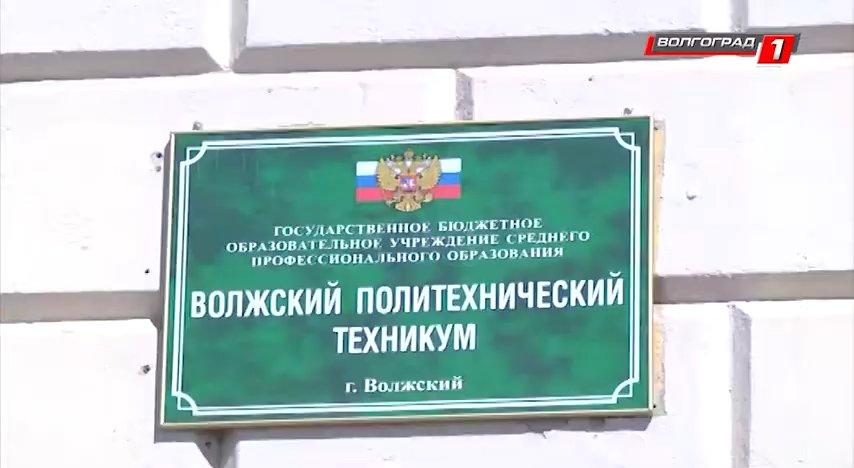 ВОЛГОГРАД 1
ГОСУДАРСТВЕННОЕ БЮДЖЕТНОЕ
ОБРАЗОВАТЕЛЬНОЕ УЧРЕЖДЕНИЕ СРЕДНЕГО
ПРОФЕССИОНАЛЬНОГО ОБРАЗОВАНИЯ
ВОЛЖСКИЙ ПОЛИТЕХНИЧЕСКИЙ
ТЕХНИКУМ
г. Волжский